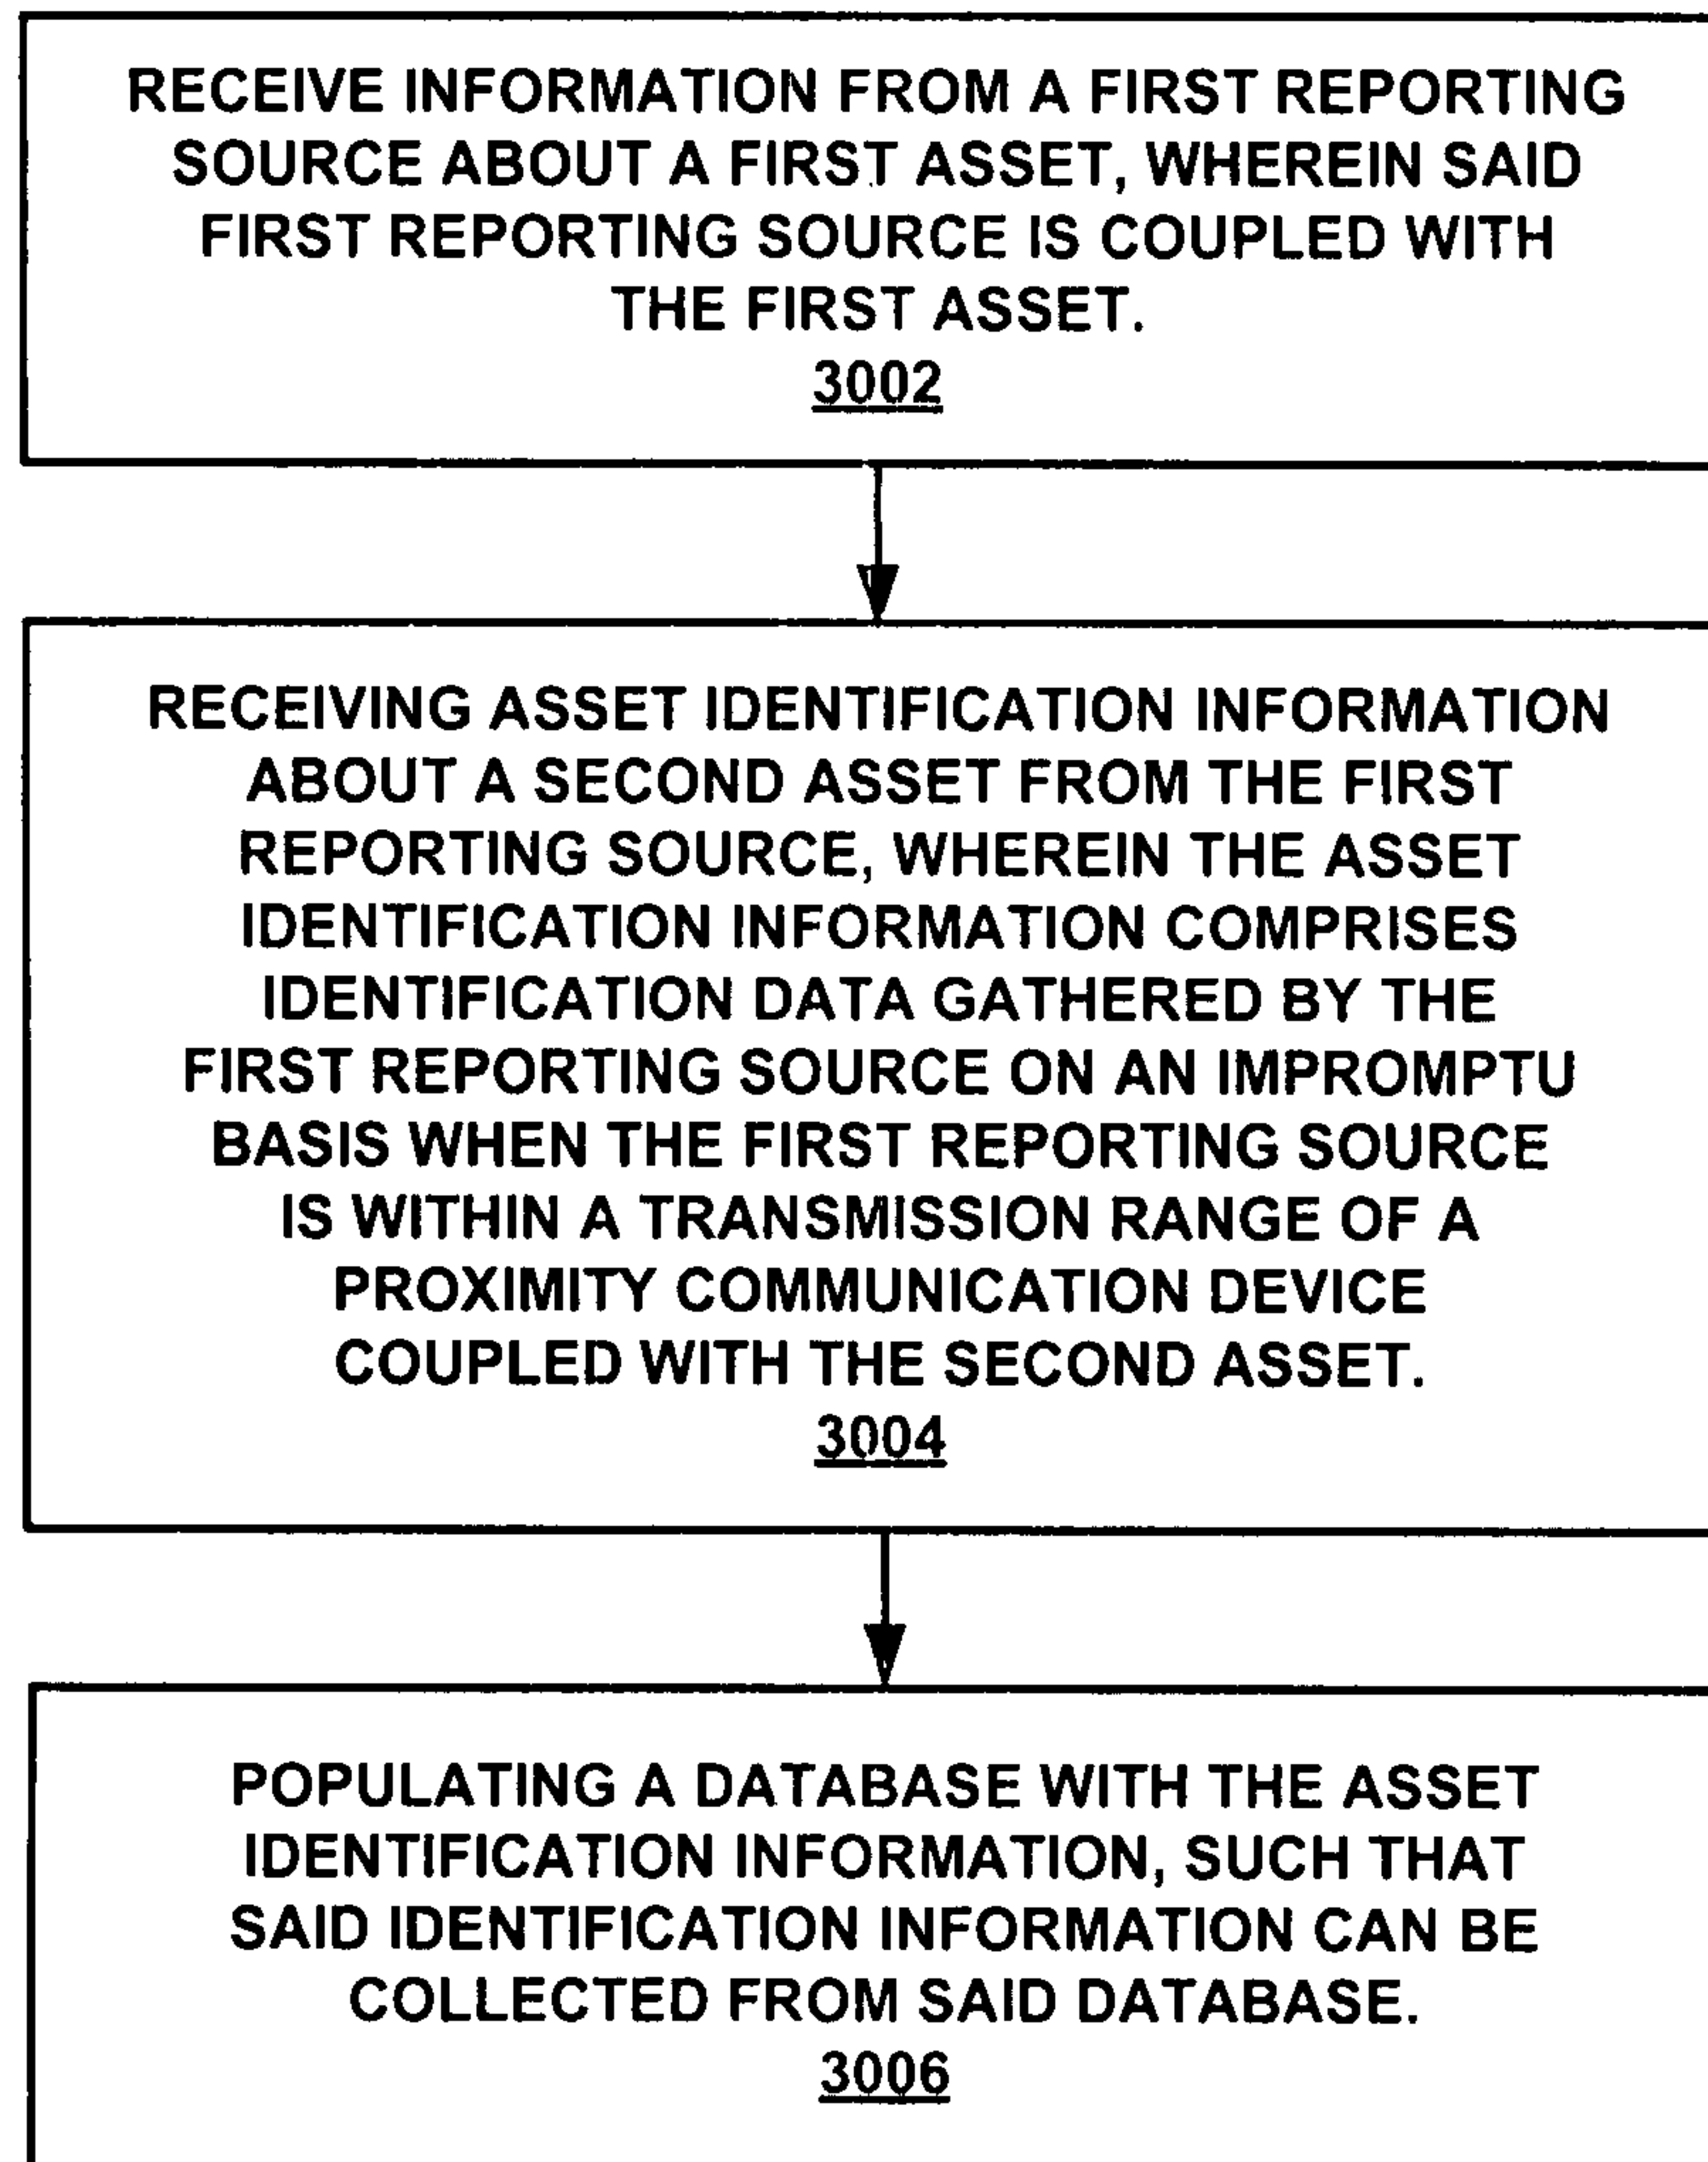 RECEIVE INFORMATION FROM A FIRST REPORTING
SOURCE ABOUT A FIRST ASSET, WHEREIN SAID
FIRST REPORTING SOURCE IS COUPLED WITH
THE FIRST ASSET.
3002
RECEIVING ASSET IDENTIFICATION INFORMATION
ABOUT A SECOND ASSET FROM THE FIRST
REPORTING SOURCE, WHEREIN THE ASSET
IDENTIFICATION INFORMATION COMPRISES
IDENTIFICATION DATA GATHERED BY THE
FIRST REPORTING SOURCE ON AN IMPROMPTU
BASIS WHEN THE FIRST REPORTING SOURCE
IS WITHIN A TRANSMISSION RANGE OF A
PROXIMITY COMMUNICATION DEVICE
COUPLED WITH THE SECOND ASSET.
3004
POPULATING A DATABASE WITH THE ASSET
IDENTIFICATION INFORMATION, SUCH THAT
SAID IDENTIFICATION INFORMATION CAN BE
COLLECTED FROM SAID DATABASE.
3006